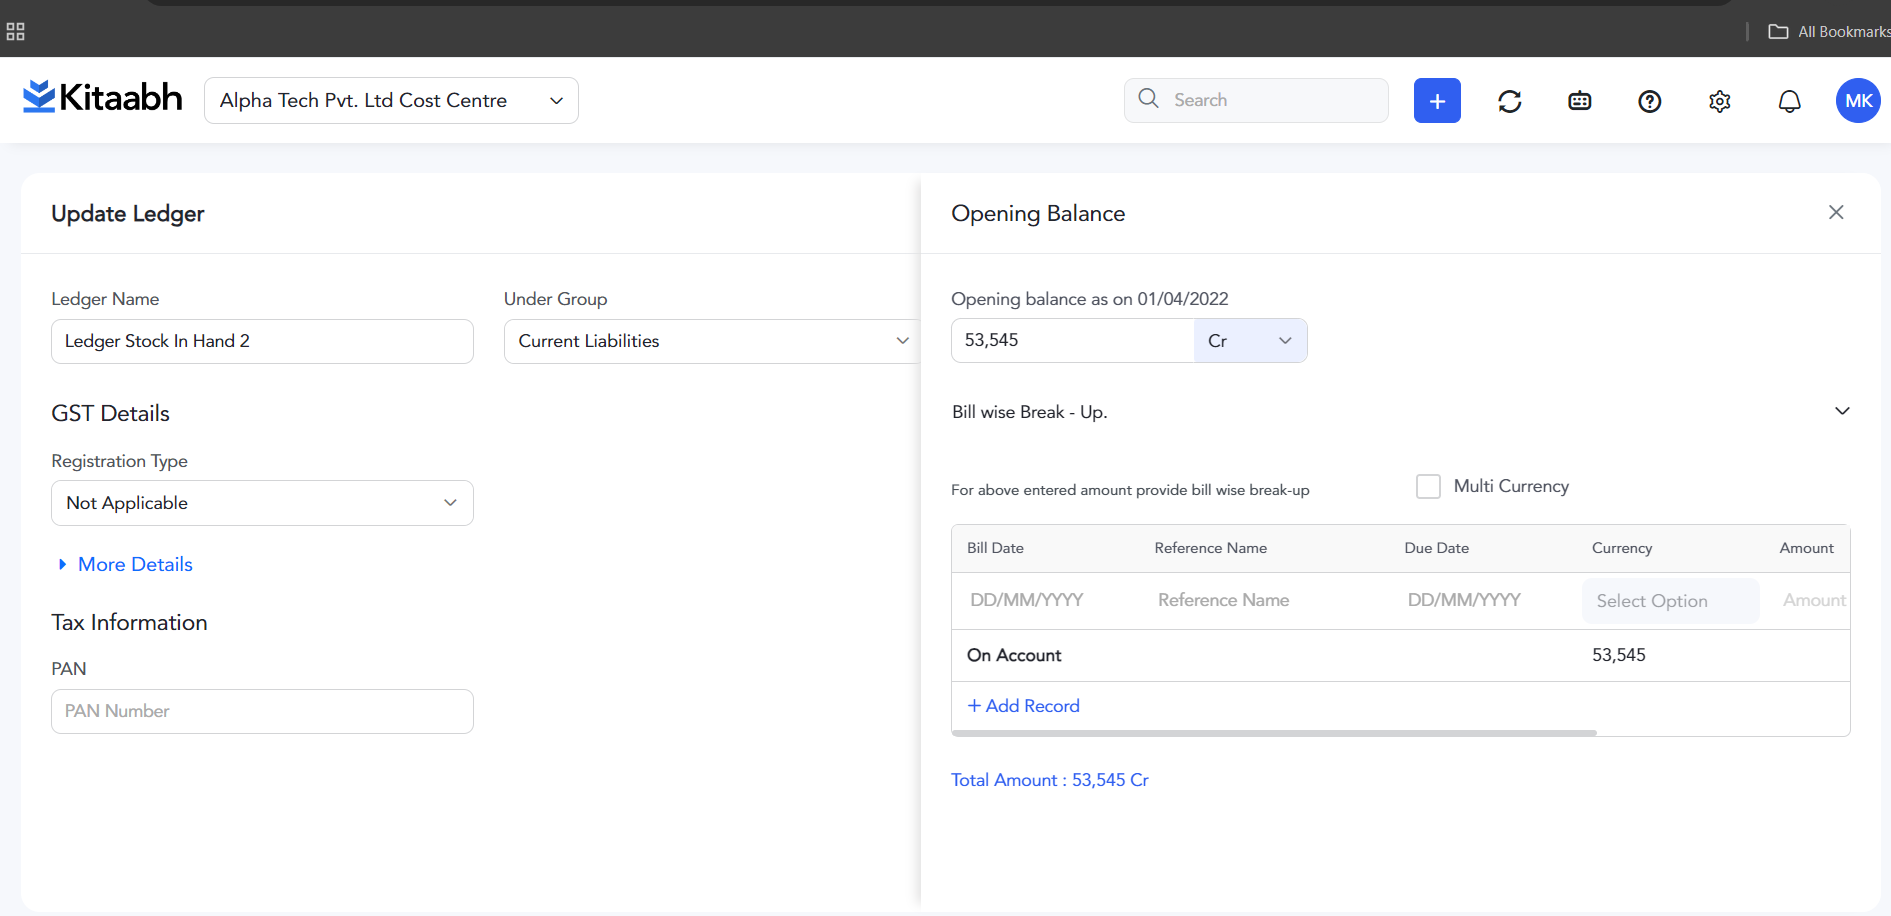 All Bookmarks
Kitaabh
Alpha Tech Pvt. Ltd Cost Centre
Search
MK
Update Ledger
Ledger Name
Under Group
Ledger Stock In Hand 2
Current Liabilities
GST Details
Registration Type
Not Applicable
More Details
Tax Information
PAN
PAN Number
Opening Balance
Opening balance as on 01/04/2022
53,545
Cr
Bill wise Break - Up.
For above entered amount provide bill wise break-up
Multi Currency
Bill Date Reference Name Due Date Currency Amount
DD/MM/YYYY Reference Name DD/MM/YYYY Select Option Amount
On Account 53,545
+ Add Record
Total Amount : 53,545 Cr